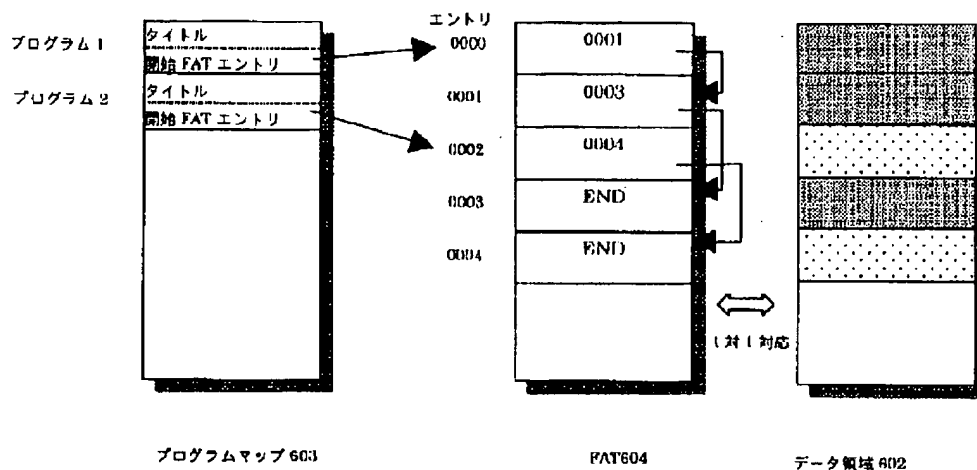 プログラム 1
タイトル
開始 FAT エントリ
プログラム 2
タイトル
開始 FAT エントリ
エントリ
0000
0001
0002
0003
0004
0001
0003
0004
END
END
1 対 1 対応
プログラムマップ 603
FAT604
データ領域 602